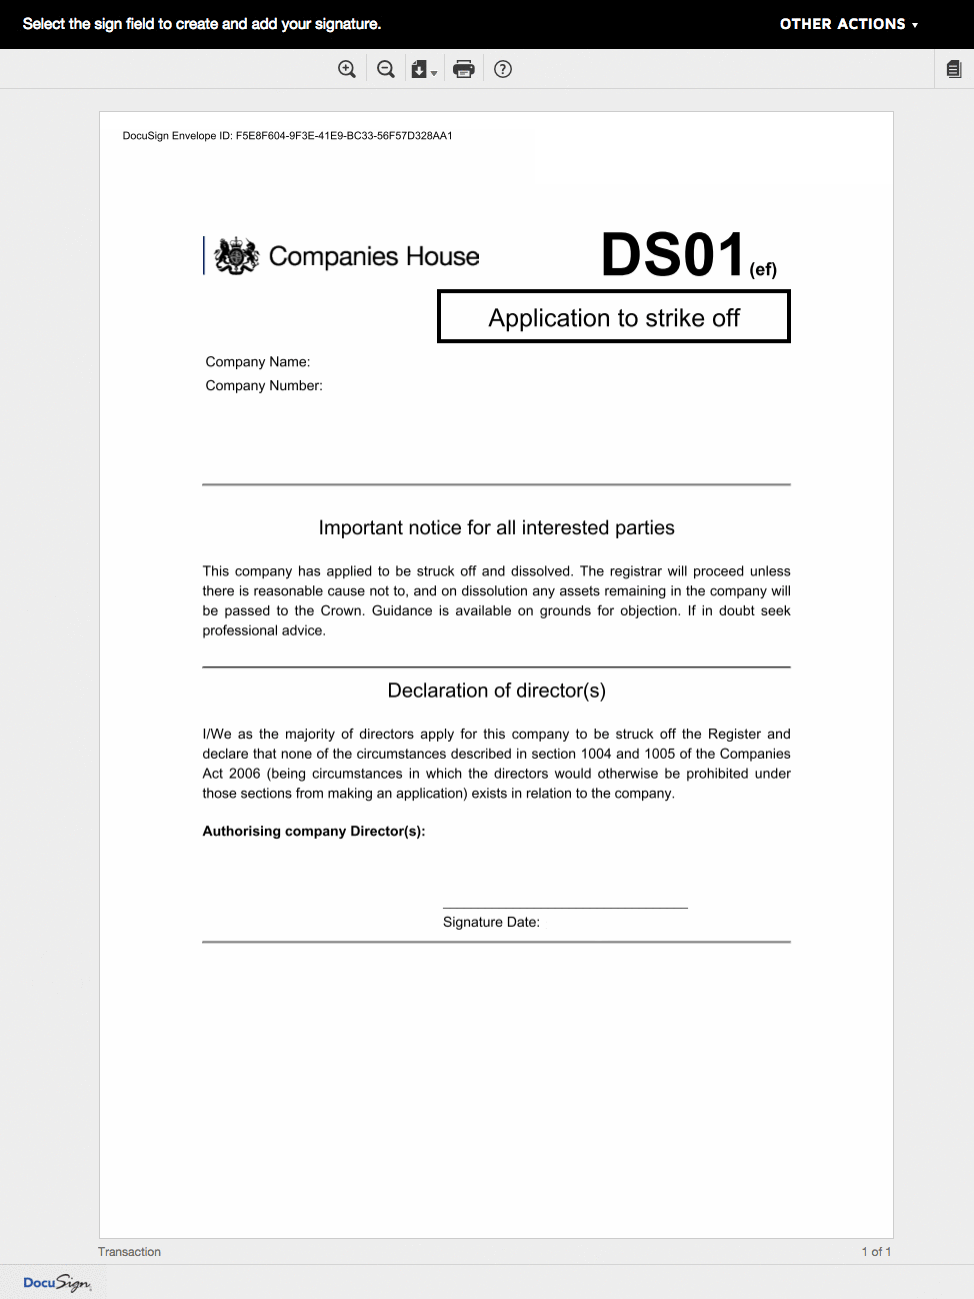 Select the sign field to create and add your signature.
OTHER ACTIONS
DocuSign Envelope ID: F5E8F604-9F3E-41E9-BC33-56F57D328AA1
Companies House
DS01(ef)
Application to strike off
Company Name:
Company Number:
Important notice for all interested parties
This company has applied to be struck off and dissolved. The registrar will proceed unless
there is reasonable cause not to, and on dissolution any assets remaining in the company will
be passed to the Crown. Guidance is available on grounds for objection. If in doubt seek
professional advice.
Declaration of director(s)
I/We as the majority of directors apply for this company to be struck off the Register and
declare that none of the circumstances described in section 1004 and 1005 of the Companies
Act 2006 (being circumstances in which the directors would otherwise be prohibited under
those sections from making an application) exists in relation to the company.
Authorising company Director(s):
Signature Date:
Transaction
1 of 1
DocuSign